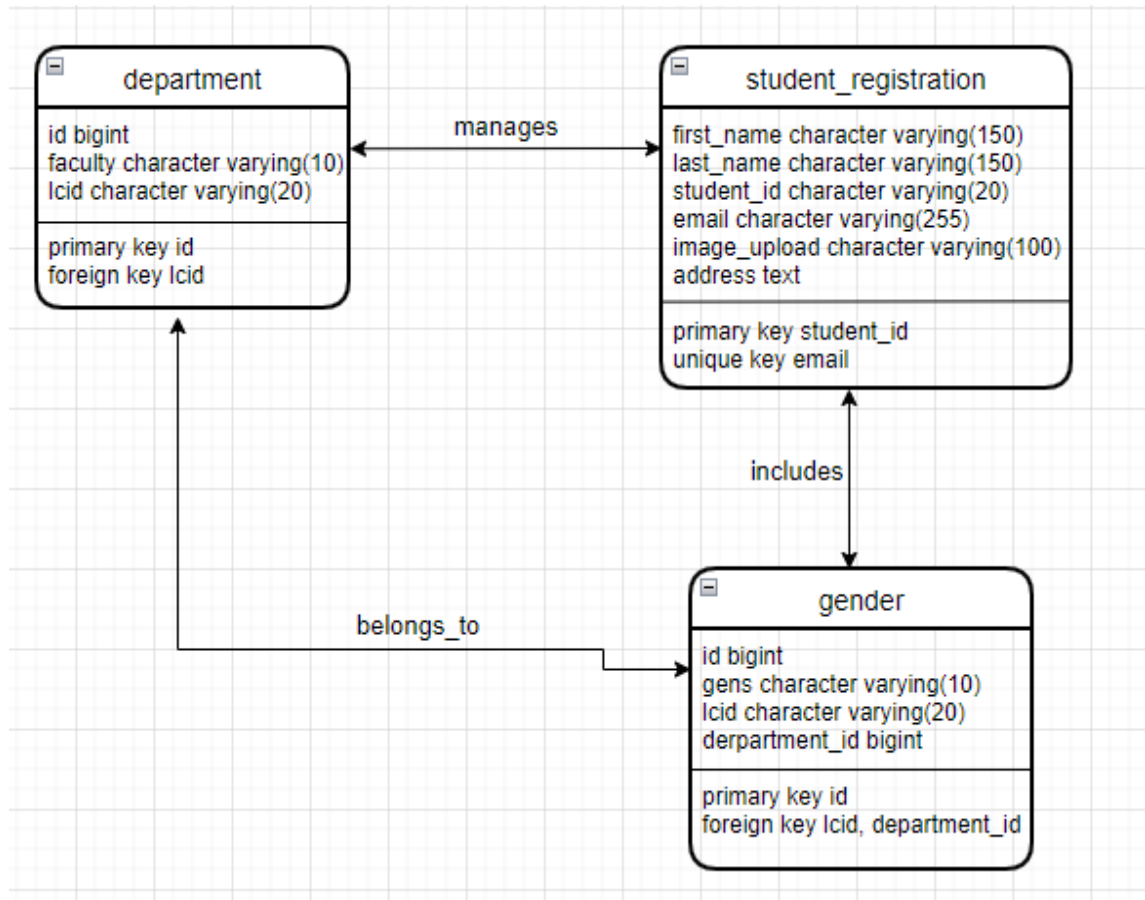 department
id bigint
faculty character varying(10)
lcid character varying(20)
primary key id
foreign key lcid
manages
student_registration
first_name character varying(150)
last_name character varying(150)
student_id character varying(20)
email character varying(255)
image_upload character varying(100)
address text
primary key student_id
unique key email
includes
belongs_to
gender
id bigint
gens character varying(10)
lcid character varying(20)
derpartment_id bigint
primary key id
foreign key lcid, department_id